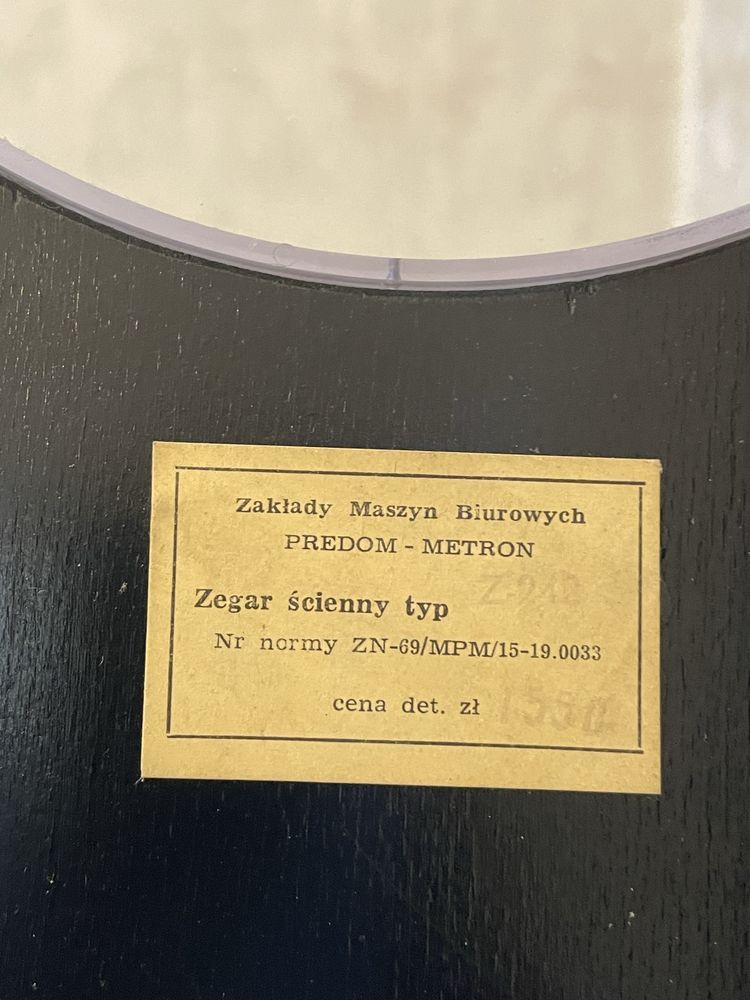 Zakłady Maszyn Biurowych
PREDOM - METRON
Zegar ścienny typ
Nr normy ZN-69/MPM/15-19.0033
cena det. zł